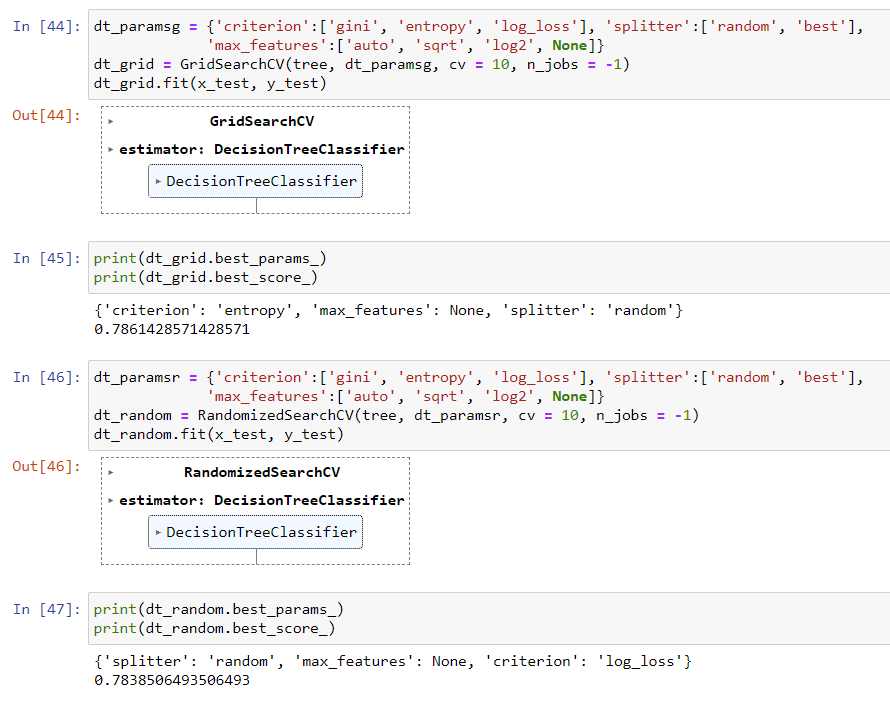 In [44]: dt_paramsg = {'criterion':['gini', 'entropy', 'log_loss'], 'splitter':['random', 'best'],
'max_features':['auto', 'sqrt', 'log2', None]}
dt_grid = GridSearchCV(tree, dt_paramsg, cv = 10, n_jobs = -1)
dt_grid.fit(x_test, y_test)
Out[44]: ▸ GridSearchCV
▸ estimator: DecisionTreeClassifier
▸ DecisionTreeClassifier
In [45]: print(dt_grid.best_params_)
print(dt_grid.best_score_)
{'criterion': 'entropy', 'max_features': None, 'splitter': 'random'}
0.7861428571428571
In [46]: dt_paramsr = {'criterion':['gini', 'entropy', 'log_loss'], 'splitter':['random', 'best'],
'max_features':['auto', 'sqrt', 'log2', None]}
dt_random = RandomizedSearchCV(tree, dt_paramsr, cv = 10, n_jobs = -1)
dt_random.fit(x_test, y_test)
Out[46]: ▸ RandomizedSearchCV
▸ estimator: DecisionTreeClassifier
▸ DecisionTreeClassifier
In [47]: print(dt_random.best_params_)
print(dt_random.best_score_)
{'splitter': 'random', 'max_features': None, 'criterion': 'log_loss'}
0.7838506493506493